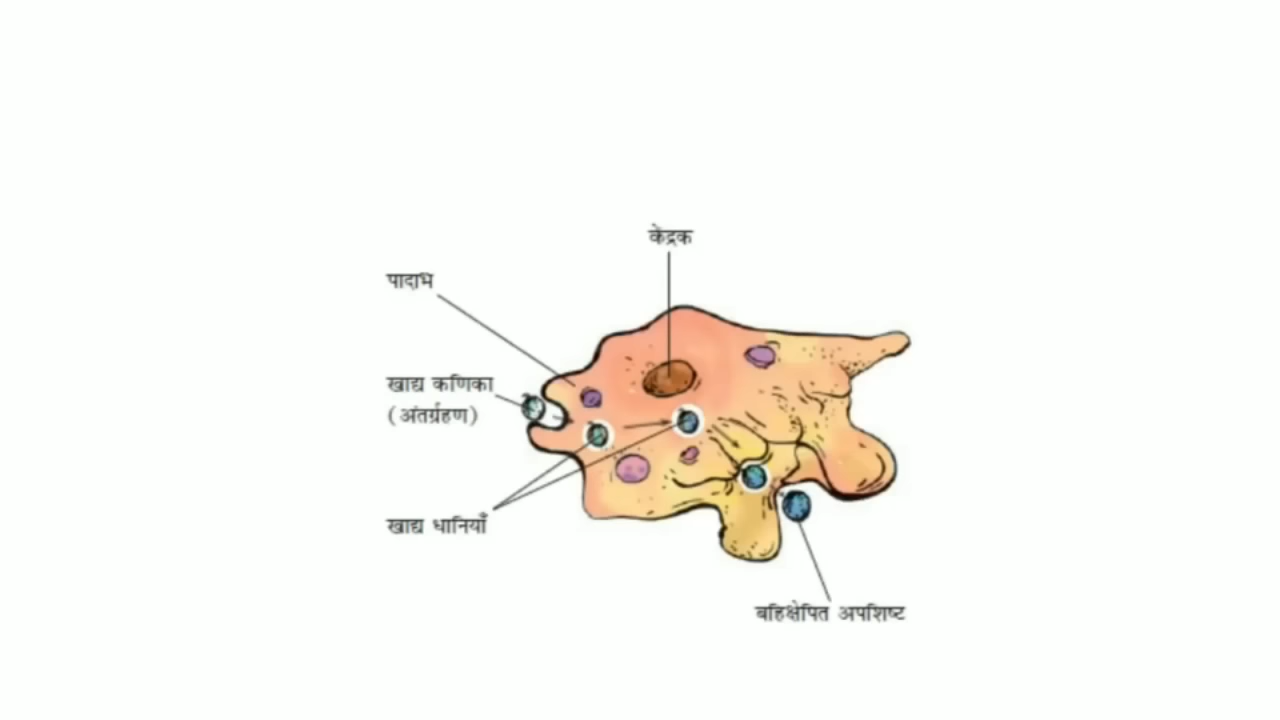 केंद्रक
पादाभ
खाद्य कणिका
(अंतर्ग्रहण)
खाद्य धानियाँ
बहिक्षेपित अपशिष्ट